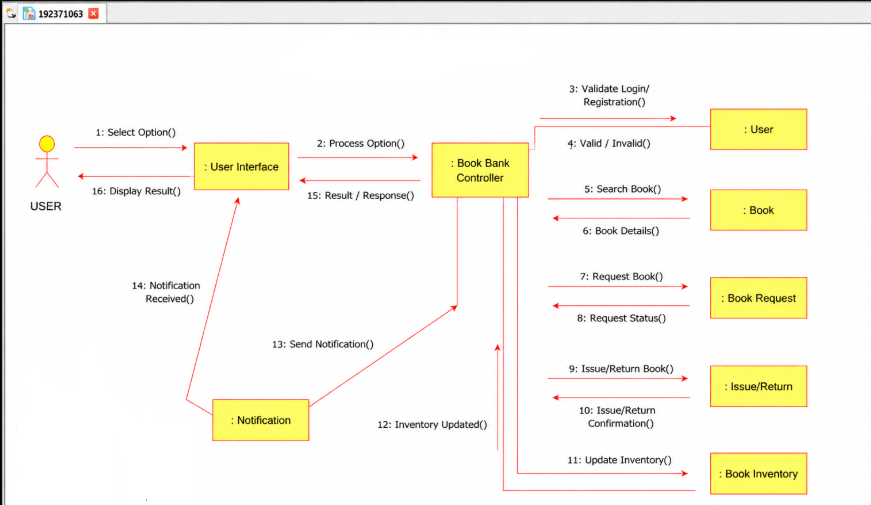 192371063
3: Validate Login/
Registration()
1: Select Option()
2: Process Option()
: User
4: Valid / Invalid()
: User Interface
: Book Bank
Controller
16: Display Result()
15: Result / Response()
USER
5: Search Book()
: Book
6: Book Details()
14: Notification
Received()
7: Request Book()
: Book Request
8: Request Status()
13: Send Notification()
9: Issue/Return Book()
: Issue/Return
10: Issue/Return
Confirmation()
: Notification
12: Inventory Updated()
11: Update Inventory()
: Book Inventory